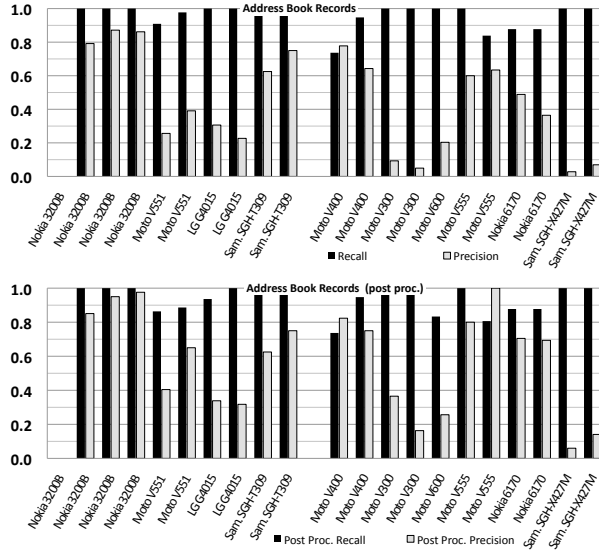 Address Book Records
1.0
0.8
0.6
0.4
0.2
0.0
Nokia 3200B
Nokia 3200B
Nokia 3200B
Nokia 3200B
Moto V551
Moto V551
LG G4015
LG G4015
Sam. SGH-T309
Sam. SGH-T309
Moto V400
Moto V400
Moto V300
Moto V300
Moto V600
Moto V555
Moto V555
Nokia 6170
Nokia 6170
Sam. SGH-X427M
Sam. SGH-X427M
Recall Precision
Address Book Records (post proc.)
1.0
0.8
0.6
0.4
0.2
0.0
Nokia 3200B
Nokia 3200B
Nokia 3200B
Nokia 3200B
Moto V551
Moto V551
LG G4015
LG G4015
Sam. SGH-T309
Sam. SGH-T309
Moto V400
Moto V400
Moto V300
Moto V300
Moto V600
Moto V555
Moto V555
Nokia 6170
Nokia 6170
Sam. SGH-X427M
Sam. SGH-X427M
Post Proc. Recall Post Proc. Precision